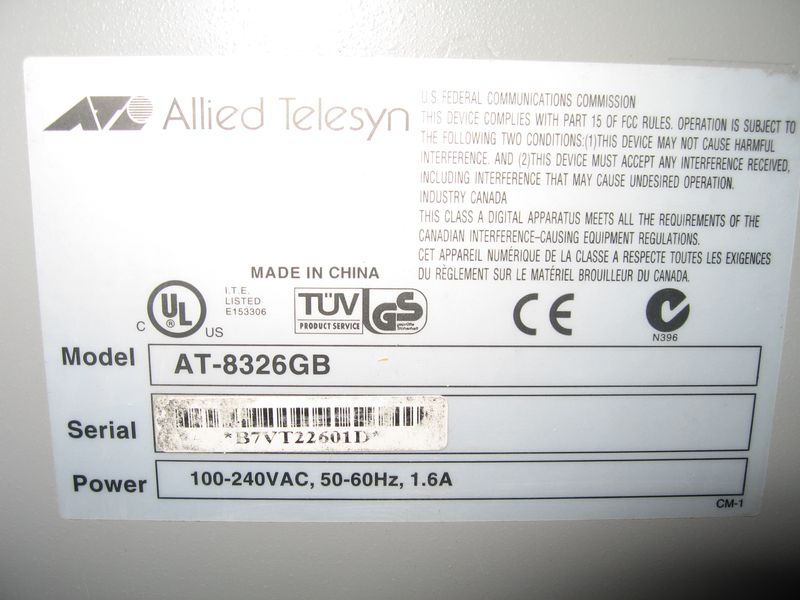 Allied Telesyn
U.S. FEDERAL COMMUNICATIONS COMMISSION
THIS DEVICE COMPLIES WITH PART 15 OF FCC RULES. OPERATION IS SUBJECT TO
THE FOLLOWING TWO CONDITIONS:(1)THIS DEVICE MAY NOT CAUSE HARMFUL
INTERFERENCE. AND (2)THIS DEVICE MUST ACCEPT ANY INTERFERENCE RECEIVED,
INCLUDING INTERFERENCE THAT MAY CAUSE UNDESIRED OPERATION.
INDUSTRY CANADA
THIS CLASS A DIGITAL APPARATUS MEETS ALL THE REQUIREMENTS OF THE
CANADIAN INTERFERENCE-CAUSING EQUIPMENT REGULATIONS.
CET APPAREIL NUMÉRIQUE DE LA CLASSE A RESPECTE TOUTES LES EXIGENCES
DU RÈGLEMENT SUR LE MATÉRIEL BROUILLEUR DU CANADA.
MADE IN CHINA
C UL ® US
I.T.E.
LISTED
E153306
TÜV
PRODUCT SERVICE
GS
geprüfte
Sicherheit
CE
N396
Model AT-8326GB
Serial *B7VT22601D*
Power 100-240VAC, 50-60Hz, 1.6A
CM-1